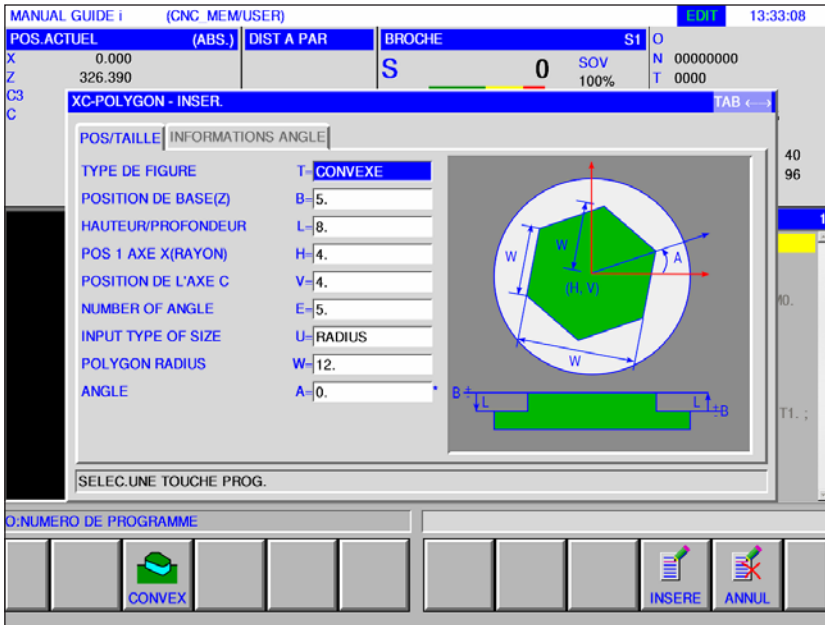 MANUAL GUIDE i (CNC_MEM/USER) EDIT 13:33:08
POS.ACTUEL (ABS.) DIST A PAR BROCHE S1 O
X 0.000 N 00000000
Z 326.390 S 0 SOV 100% T 0000
C3
C
XC-POLYGON - INSER. TAB <--->
POS/TAILLE INFORMATIONS ANGLE
TYPE DE FIGURE T= CONVEXE
POSITION DE BASE(Z) B= 5.
HAUTEUR/PROFONDEUR L= 8.
POS 1 AXE X(RAYON) H= 4.
POSITION DE L'AXE C V= 4.
NUMBER OF ANGLE E= 5.
INPUT TYPE OF SIZE U= RADIUS
POLYGON RADIUS W= 12.
ANGLE A= 0. °
W
W
A
(H, V)
W
B ±
L
L
±B
40
96
1
M0.
T1. ;
SELEC.UNE TOUCHE PROG.
O:NUMERO DE PROGRAMME
CONVEX INSERE ANNUL